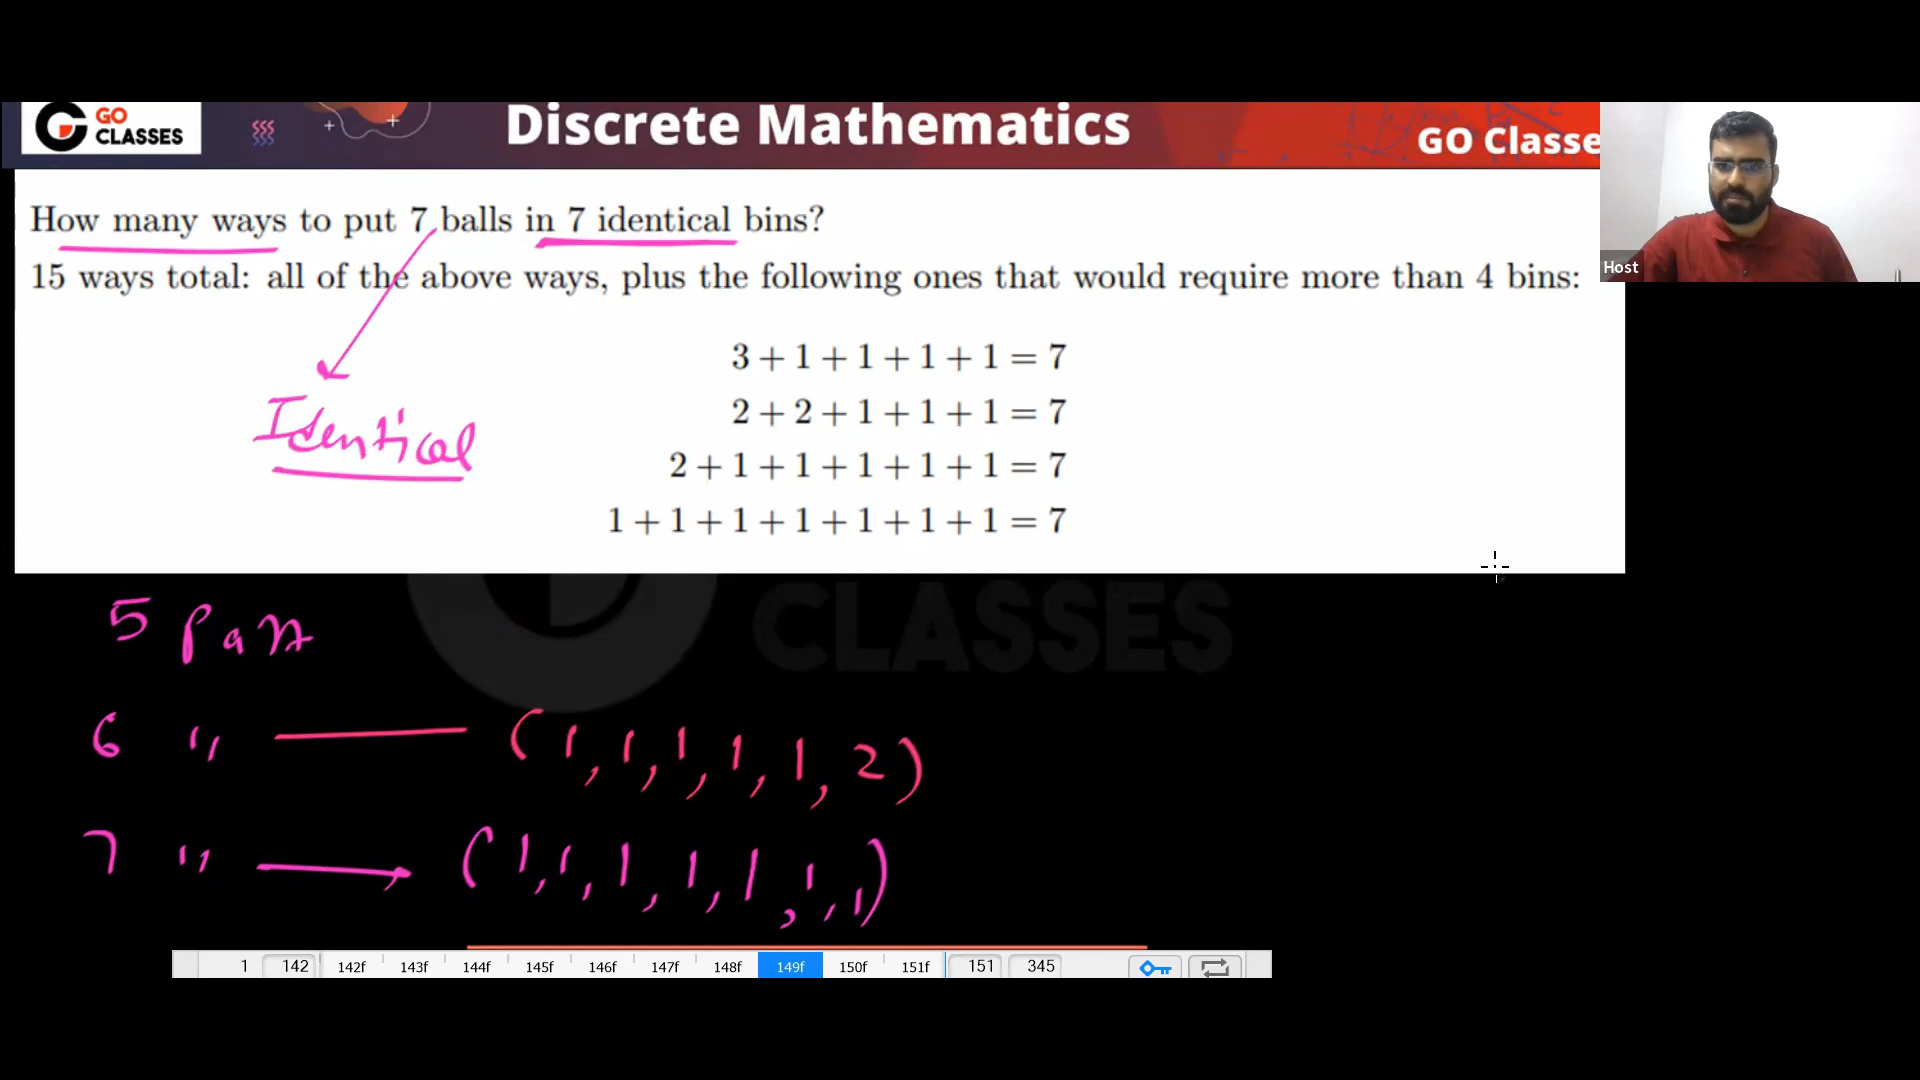 GO
CLASSES
Discrete Mathematics
GO Classe
Host
How many ways to put 7 balls in 7 identical bins?
15 ways total: all of the above ways, plus the following ones that would require more than 4 bins:
3 + 1 + 1 + 1 + 1 = 7
2 + 2 + 1 + 1 + 1 = 7
2 + 1 + 1 + 1 + 1 + 1 = 7
1 + 1 + 1 + 1 + 1 + 1 + 1 = 7
Identical
CLASSES
5 Part
6 " (1, 1, 1, 1, 1, 2)
7 " → (1, 1, 1, 1, 1, 1, 1)
1 142 142f 143f 144f 145f 146f 147f 148f 149f 150f 151f 151 345